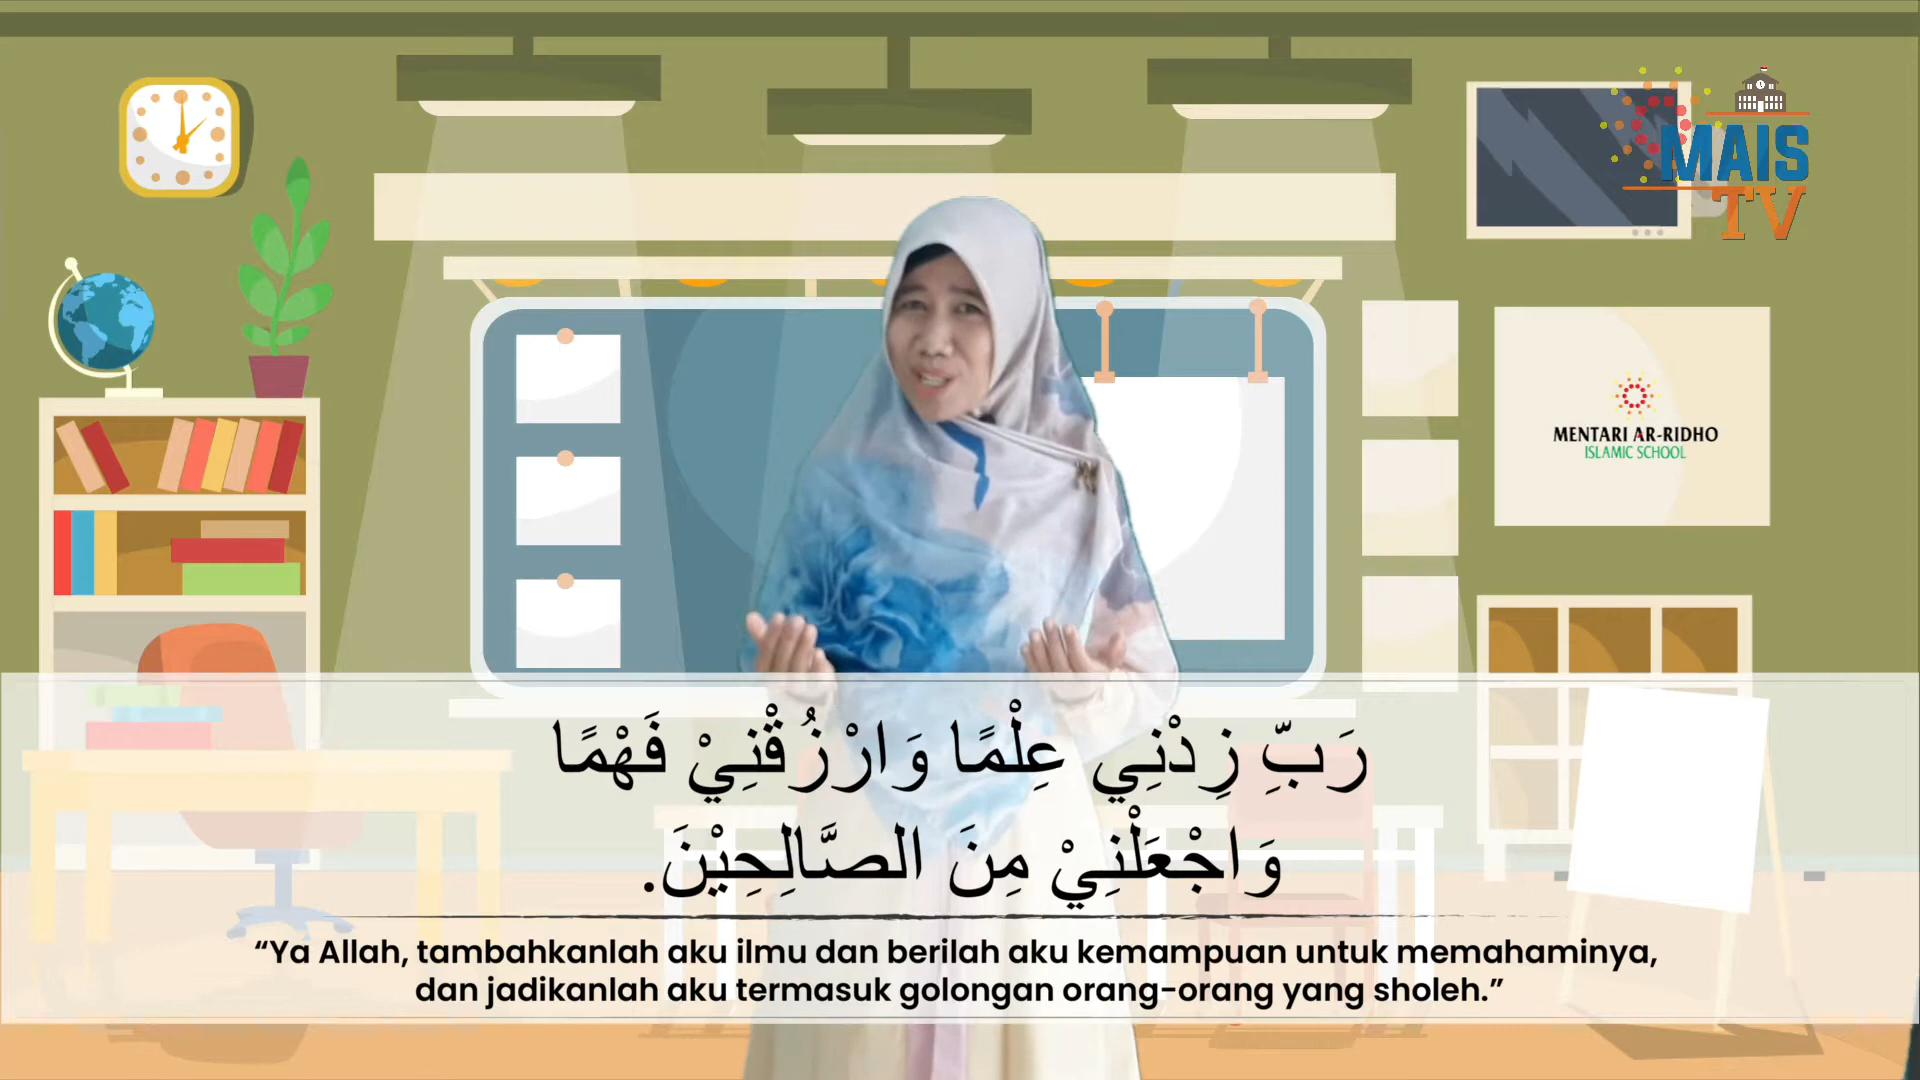 MAIS
TV
MENTARI AR-RIDHO
ISLAMIC SCHOOL
رَبِّ زِدْنِي عِلْمًا وَارْزُقْنِيْ فَهْمًا
وَاجْعَلْنِيْ مِنَ الصَّالِحِيْنَ.
“Ya Allah, tambahkanlah aku ilmu dan berilah aku kemampuan untuk memahaminya,
dan jadikanlah aku termasuk golongan orang-orang yang sholeh.”